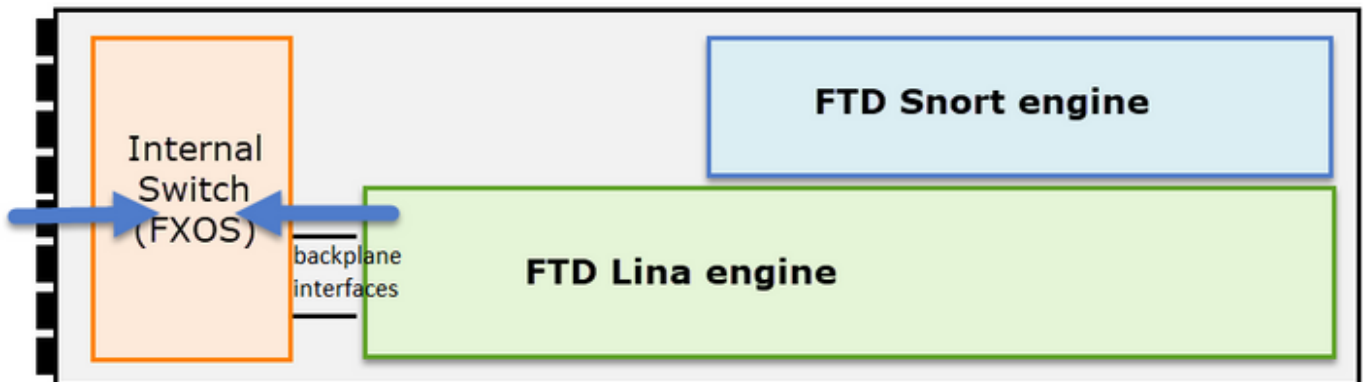 FTD Snort engine
Internal
Switch
(FXOS)
backplane
interfaces
FTD Lina engine